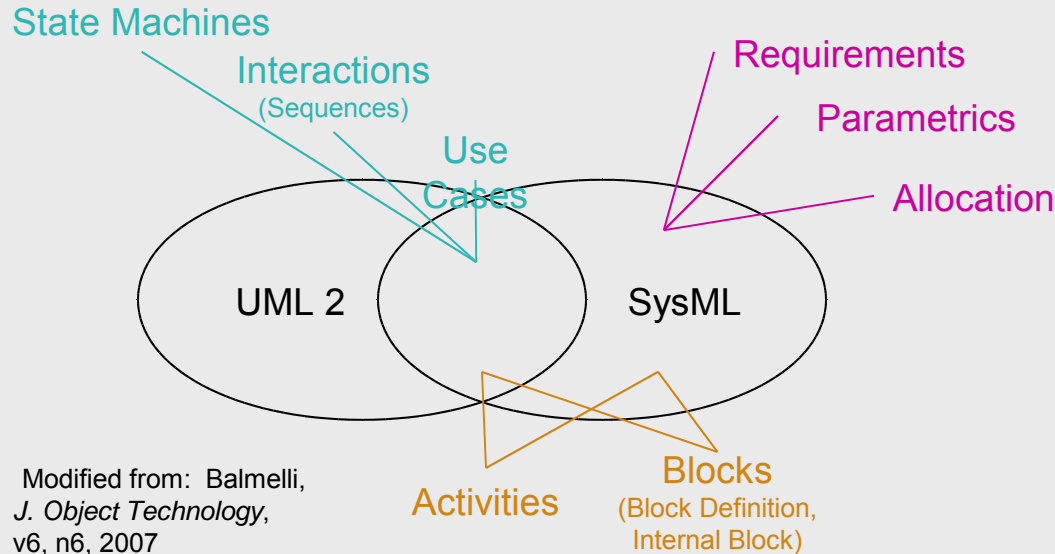 State Machines
Interactions
(Sequences)
Use
Cases
Requirements
Parametrics
Allocation
UML 2
SysML
Activities
Blocks
(Block Definition,
Internal Block)
Modified from: Balmelli,
J. Object Technology,
v6, n6, 2007